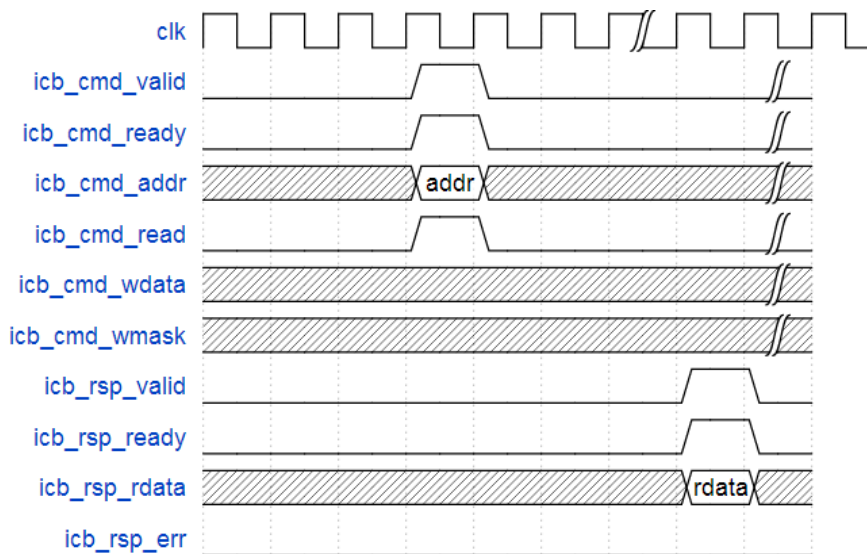 clk
icb_cmd_valid
icb_cmd_ready
icb_cmd_addr addr
icb_cmd_read
icb_cmd_wdata
icb_cmd_wmask
icb_rsp_valid
icb_rsp_ready
icb_rsp_rdata rdata
icb_rsp_err